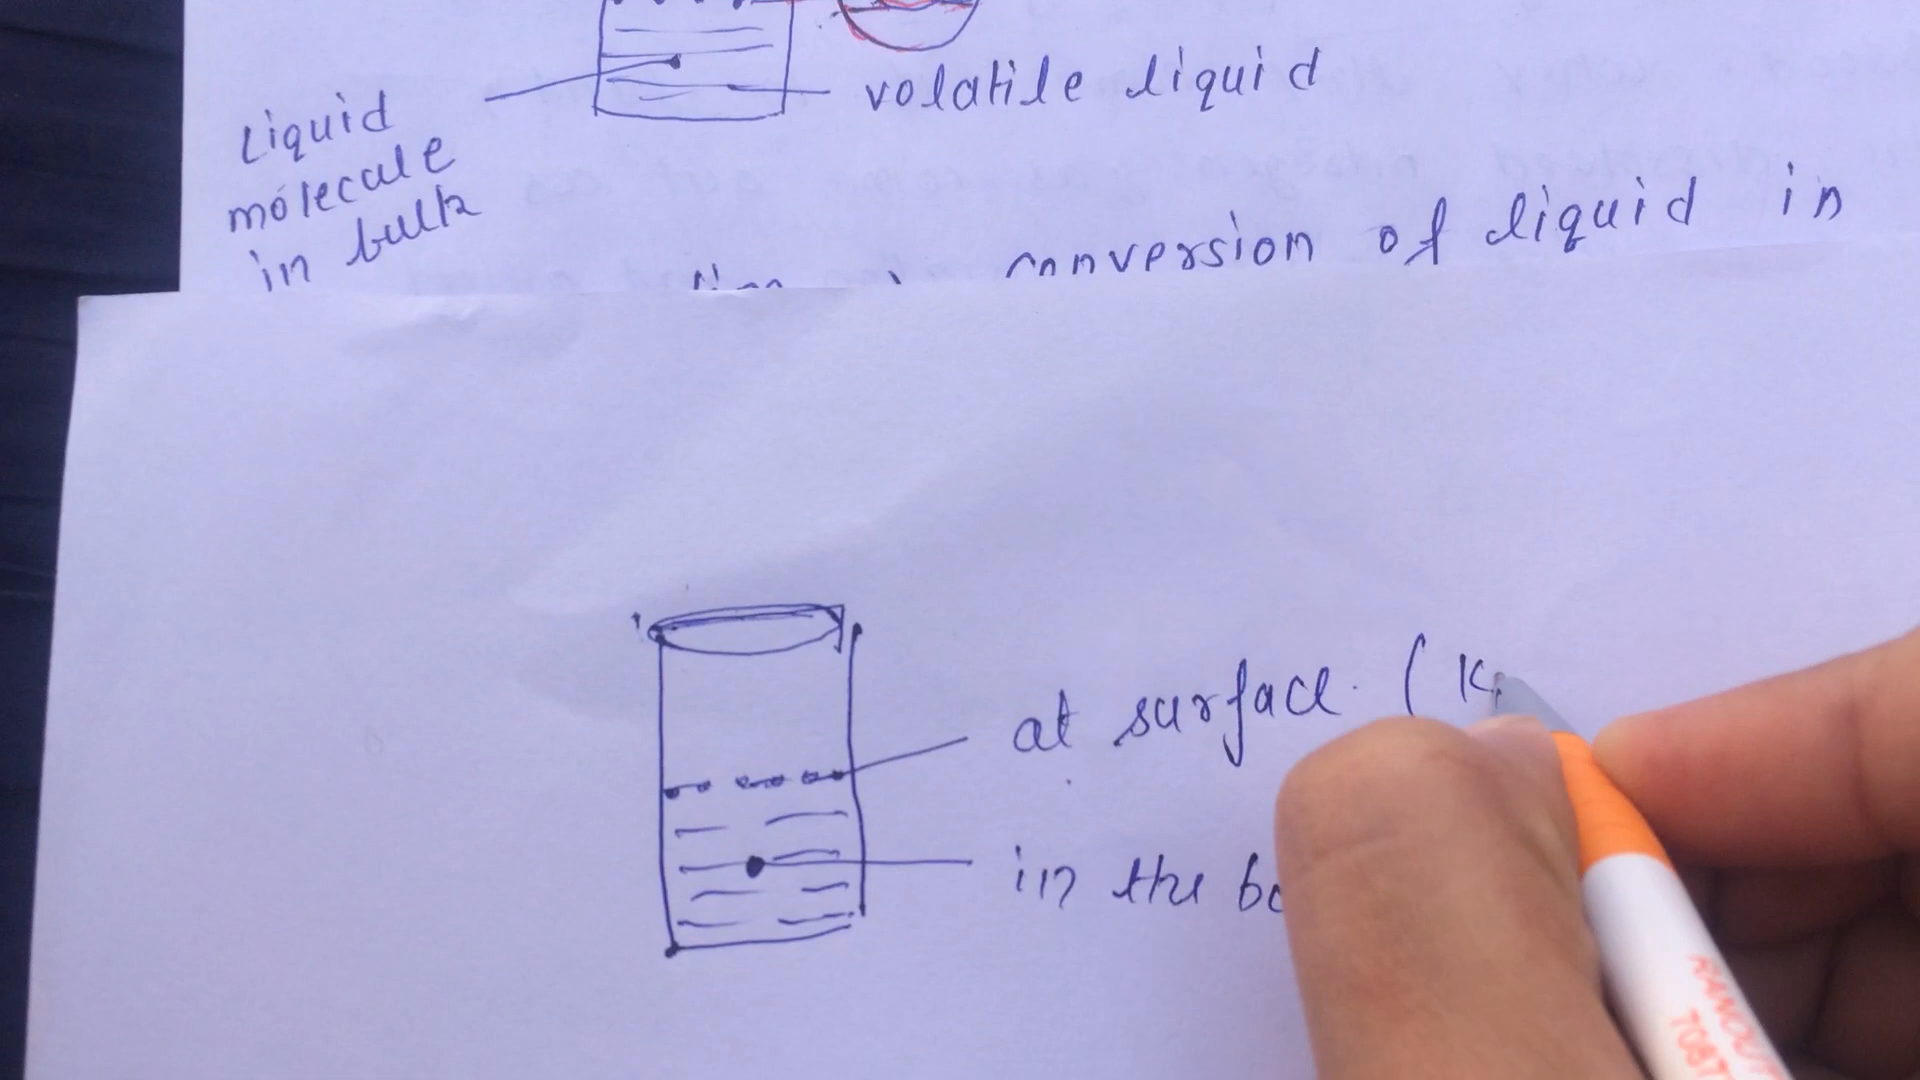 volatile liquid
Liquid
molecule
in bulk
conversion of liquid in
at surface. (K
in the